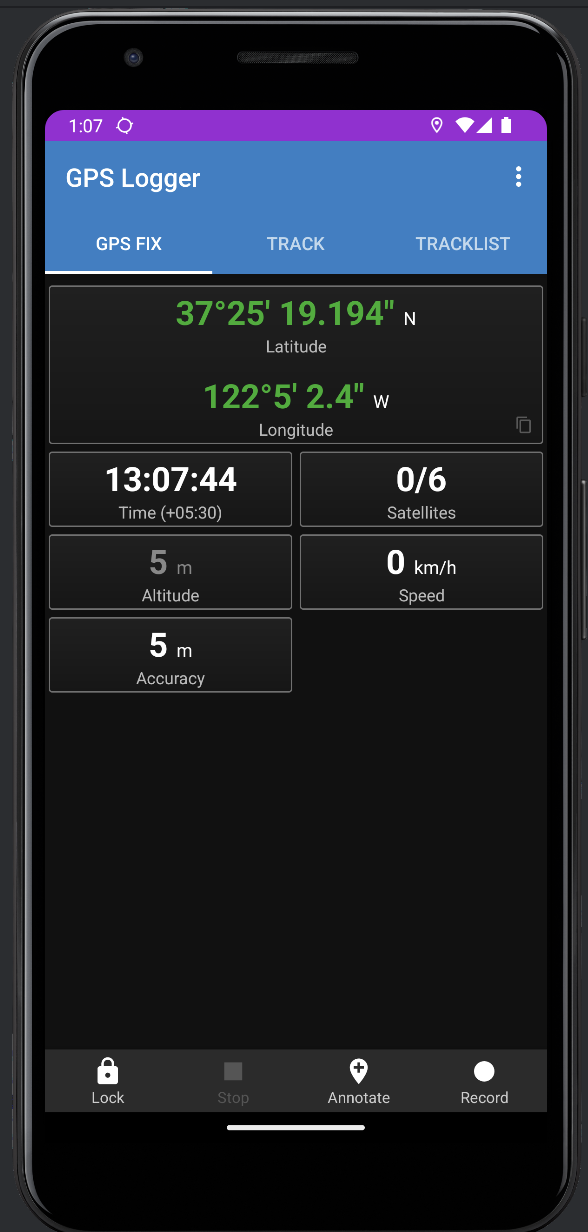 1:07
GPS Logger
GPS FIX TRACK TRACKLIST
37°25' 19.194" N
Latitude
122°5' 2.4" W
Longitude
13:07:44
Time (+05:30)
0/6
Satellites
5 m
Altitude
0 km/h
Speed
5 m
Accuracy
Lock Stop Annotate Record